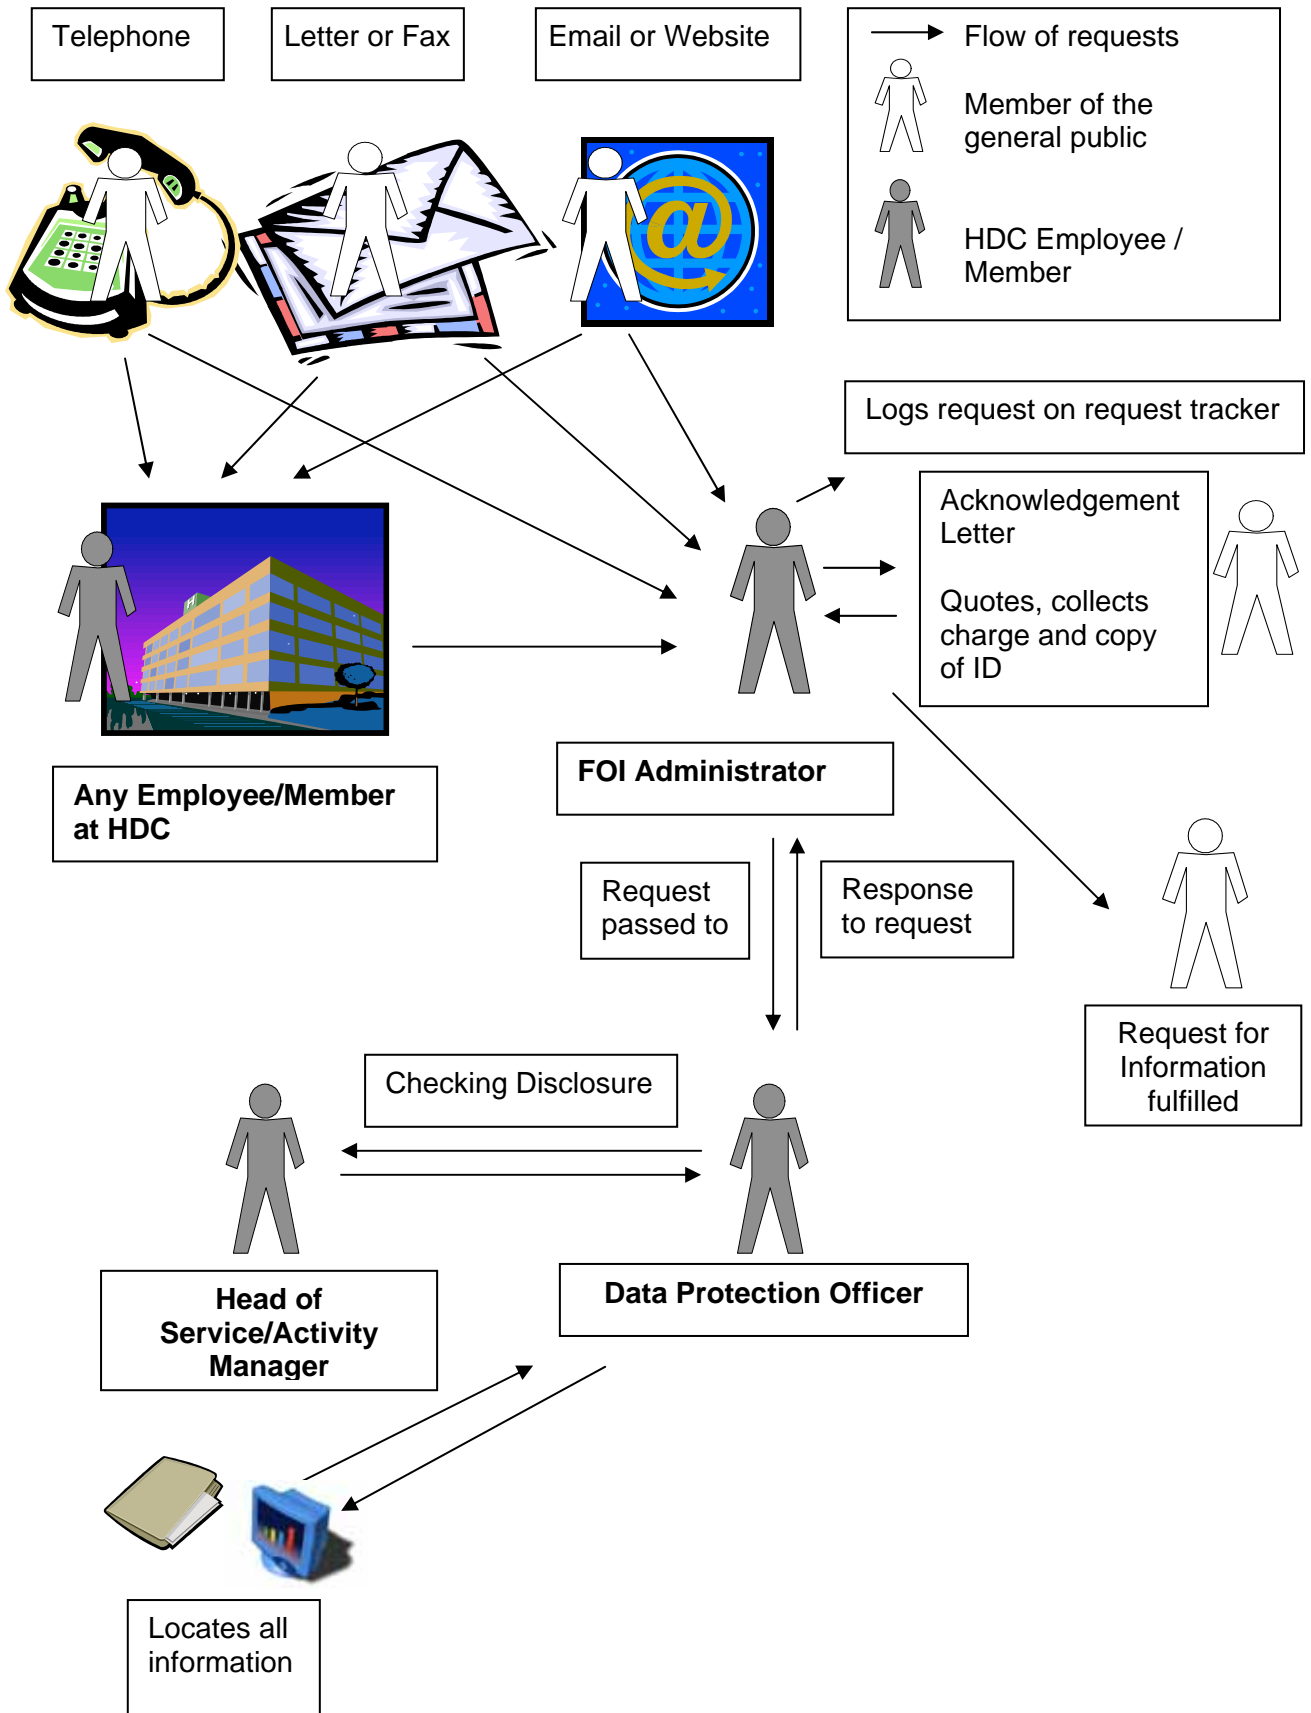 Telephone
Letter or Fax
Email or Website
Flow of requests
Member of the
general public
HDC Employee /
Member
Logs request on request tracker
Acknowledgement
Letter
Quotes, collects
charge and copy
of ID
H
@
Any Employee/Member
at HDC
FOI Administrator
Request
passed to
Response
to request
Request for
Information
fulfilled
Checking Disclosure
Head of
Service/Activity
Manager
Data Protection Officer
Locates all
information